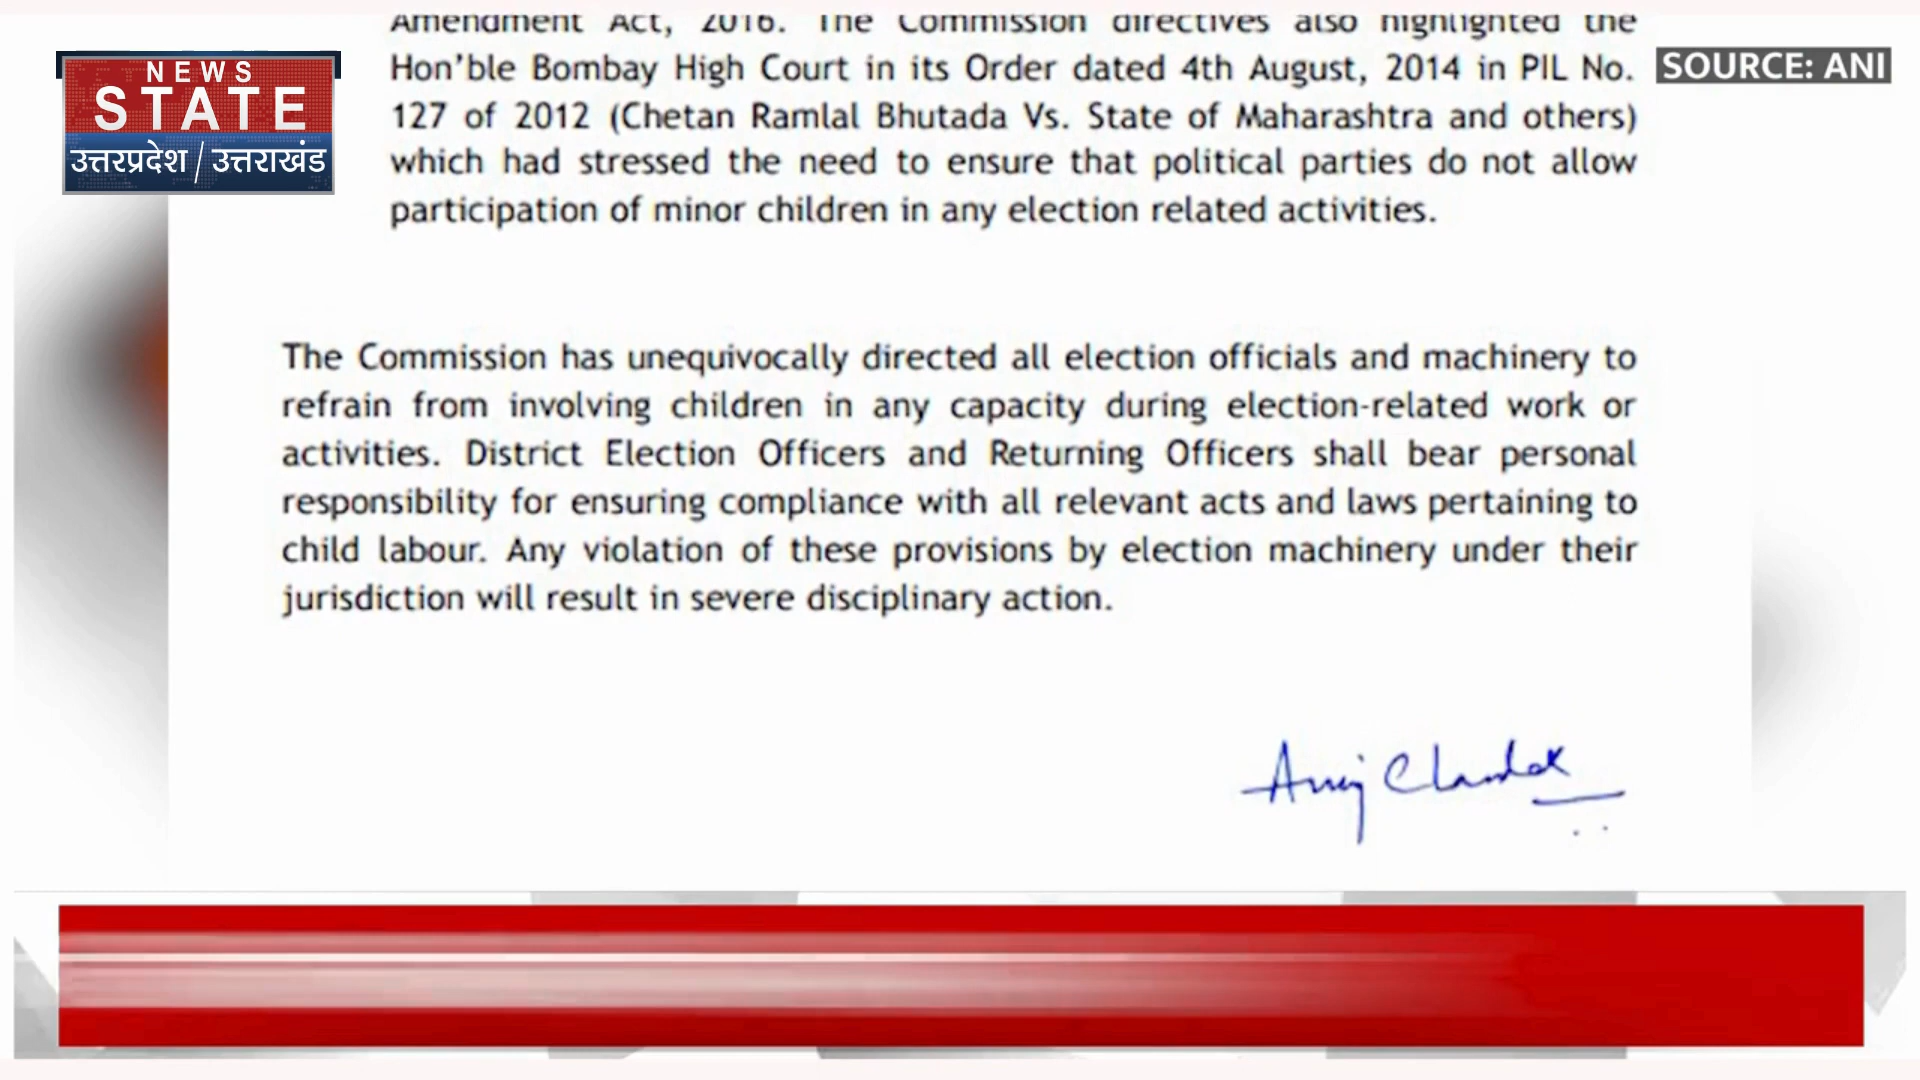 NEWS
STATE
उत्तरप्रदेश / उत्तराखंड
SOURCE: ANI
Amendment Act, 2016. The Commission directives also highlighted the
Hon'ble Bombay High Court in its Order dated 4th August, 2014 in PIL No.
127 of 2012 (Chetan Ramlal Bhutada Vs. State of Maharashtra and others)
which had stressed the need to ensure that political parties do not allow
participation of minor children in any election related activities.
The Commission has unequivocally directed all election officials and machinery to
refrain from involving children in any capacity during election-related work or
activities. District Election Officers and Returning Officers shall bear personal
responsibility for ensuring compliance with all relevant acts and laws pertaining to
child labour. Any violation of these provisions by election machinery under their
jurisdiction will result in severe disciplinary action.